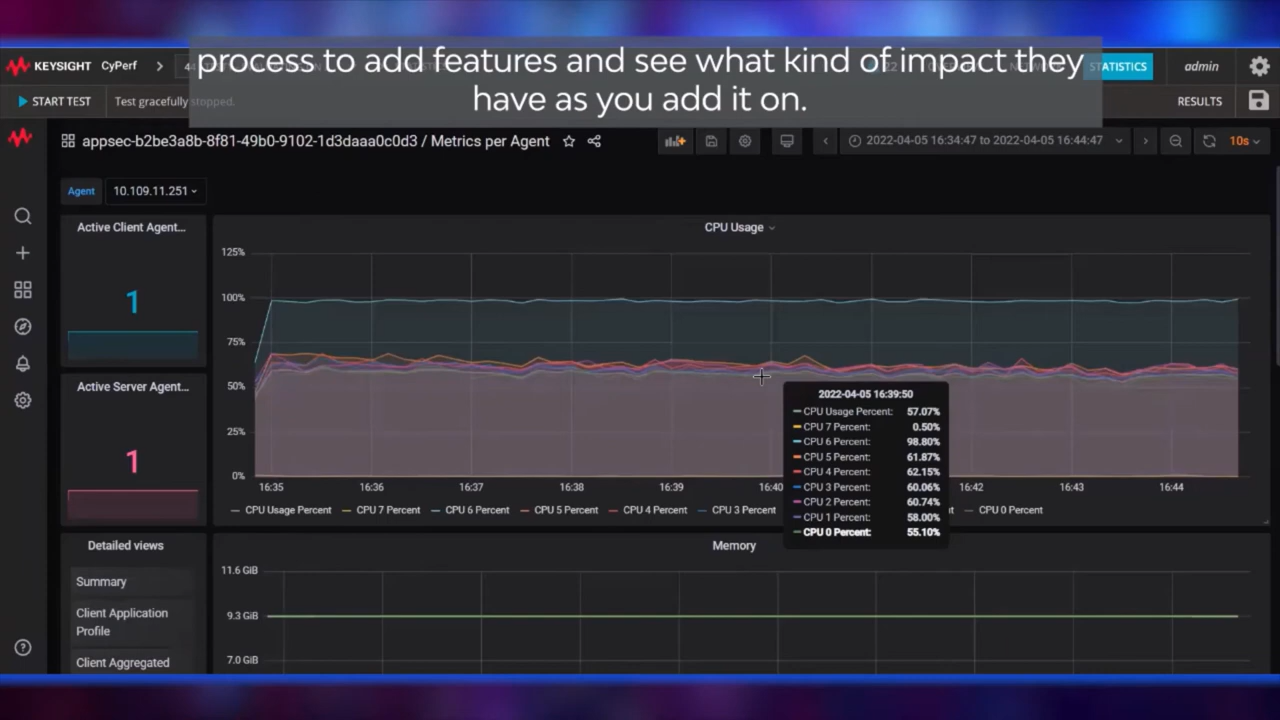 process to add features and see what kind of impact they
have as you add it on.
KEYSIGHT CyPerf
STATISTICS
admin
START TEST
Test gracefully stopped.
RESULTS
appsec-b2be3a8b-8f81-49b0-9102-1d3daaa0c0d3 / Metrics per Agent
2022-04-05 16:34:47 to 2022-04-05 16:44:47
10s
Agent
10.109.11.251
Active Client Agent...
1
Active Server Agent...
1
Detailed views
Summary
Client Application
Profile
Client Aggregated
CPU Usage
125%
100%
75%
50%
25%
0%
16:35 16:36 16:37 16:38 16:39 16:40 16:42 16:43 16:44
CPU Usage Percent CPU 7 Percent CPU 6 Percent CPU 5 Percent CPU 4 Percent CPU 3 Percent CPU 0 Percent
2022-04-05 16:39:50
CPU Usage Percent: 57.07%
CPU 7 Percent: 0.50%
CPU 6 Percent: 98.80%
CPU 5 Percent: 61.87%
CPU 4 Percent: 62.15%
CPU 3 Percent: 60.06%
CPU 2 Percent: 60.74%
CPU 1 Percent: 58.00%
CPU 0 Percent: 55.10%
Memory
11.6 GiB
9.3 GiB
7.0 GiB